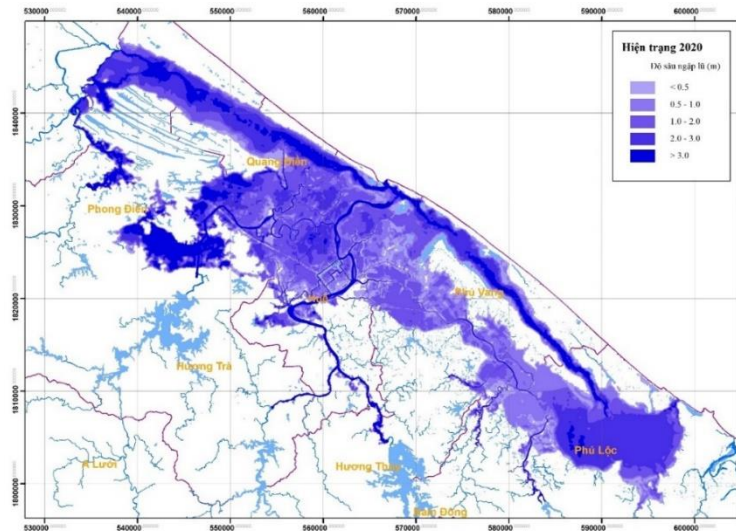 530000 540000 550000 560000 570000 580000 590000 600000
Hiện trạng 2020
Độ sâu ngập lũ (m)
< 0.5
0.5 - 1.0
1.0 - 2.0
2.0 - 3.0
> 3.0
1840000
Quảng Điền
1830000
Phong Điền
1820000
Phú Vang
Huế
Hương Trà
1810000
Phú Lộc
A Lưới
Hương Thủy
1800000
Nam Đông
530000 540000 550000 560000 570000 580000 590000 600000